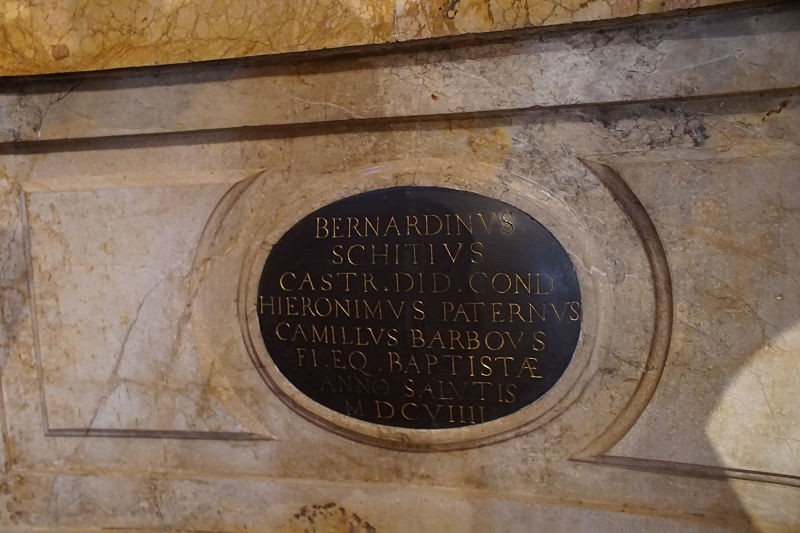 BERNARDINVS
SCHITIVS
CASTR.DID.COND
HIERONIMVS PATERNVS
CAMILLVS BARBOVS
FI.EQ.BAPTISTÆ
ANNO SALVTIS
MDCVIIII